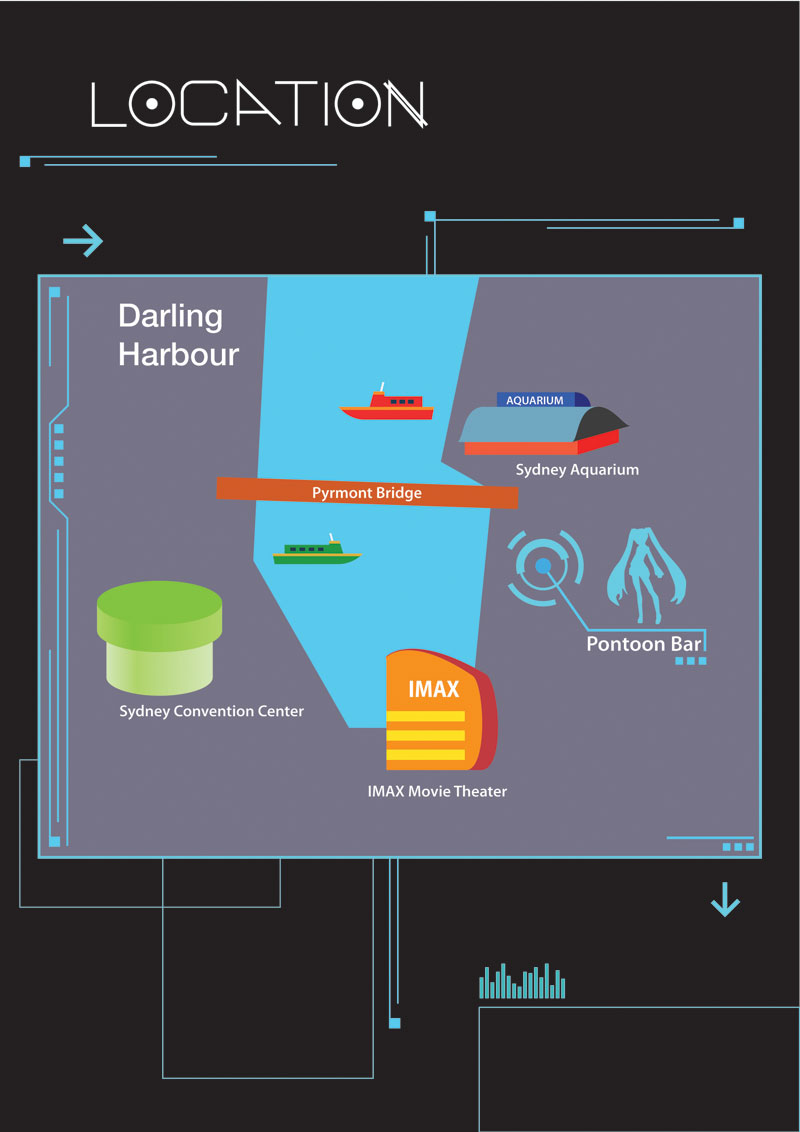 LOCATION
Darling
Harbour
AQUARIUM
Sydney Aquarium
Pyrmont Bridge
Pontoon Bar
IMAX
Sydney Convention Center
IMAX Movie Theater